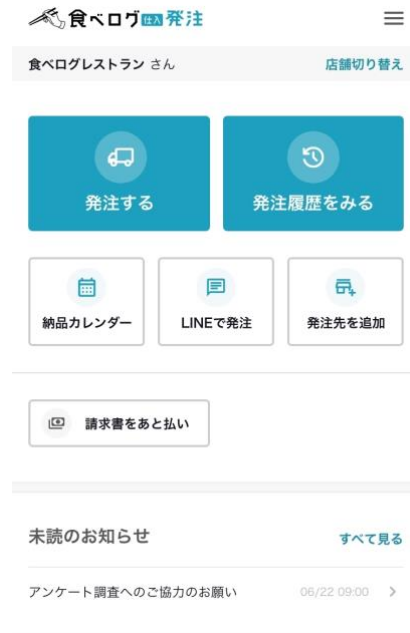 食べログ仕入発注
食べログレストラン さん 店舗切り替え
発注する 発注履歴をみる
納品カレンダー LINEで発注 発注先を追加
請求書をあと払い
未読のお知らせ すべて見る
アンケート調査へのご協力のお願い 06/22 09:00